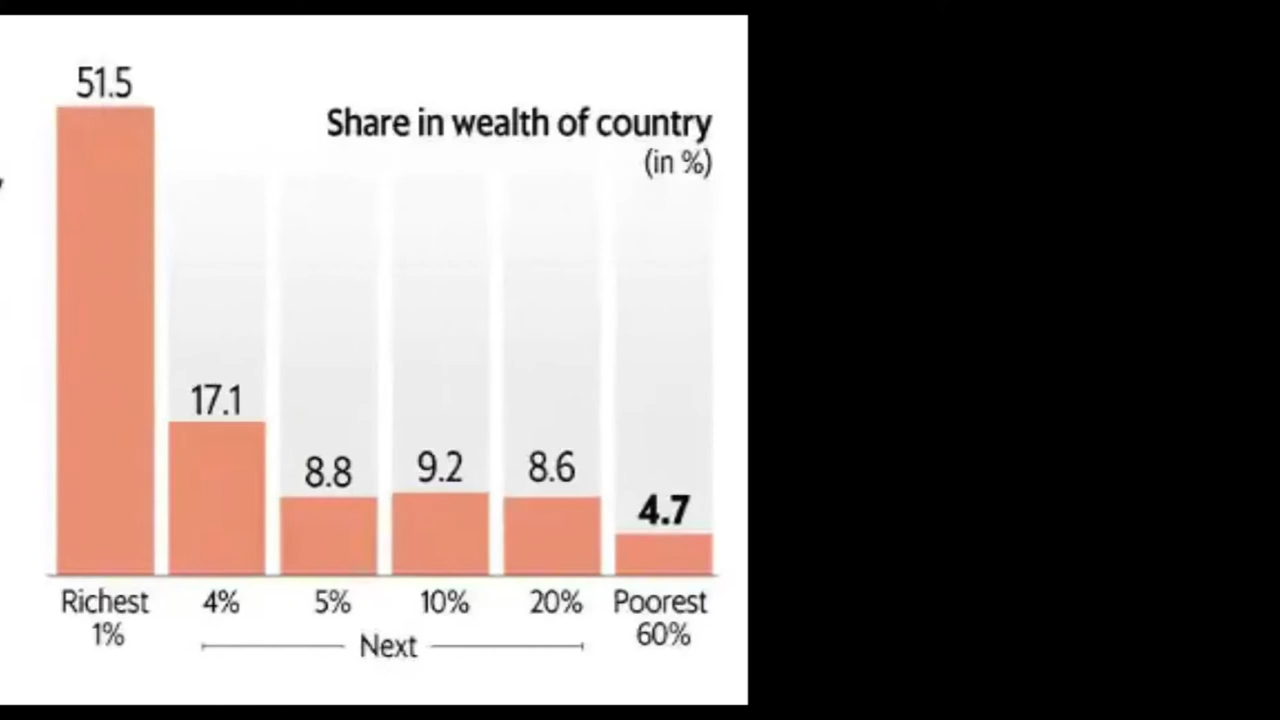 51.5
Share in wealth of country
(in %)
17.1
8.8
9.2
8.6
4.7
Richest 1%
4%
5%
10%
20%
Poorest 60%
Next